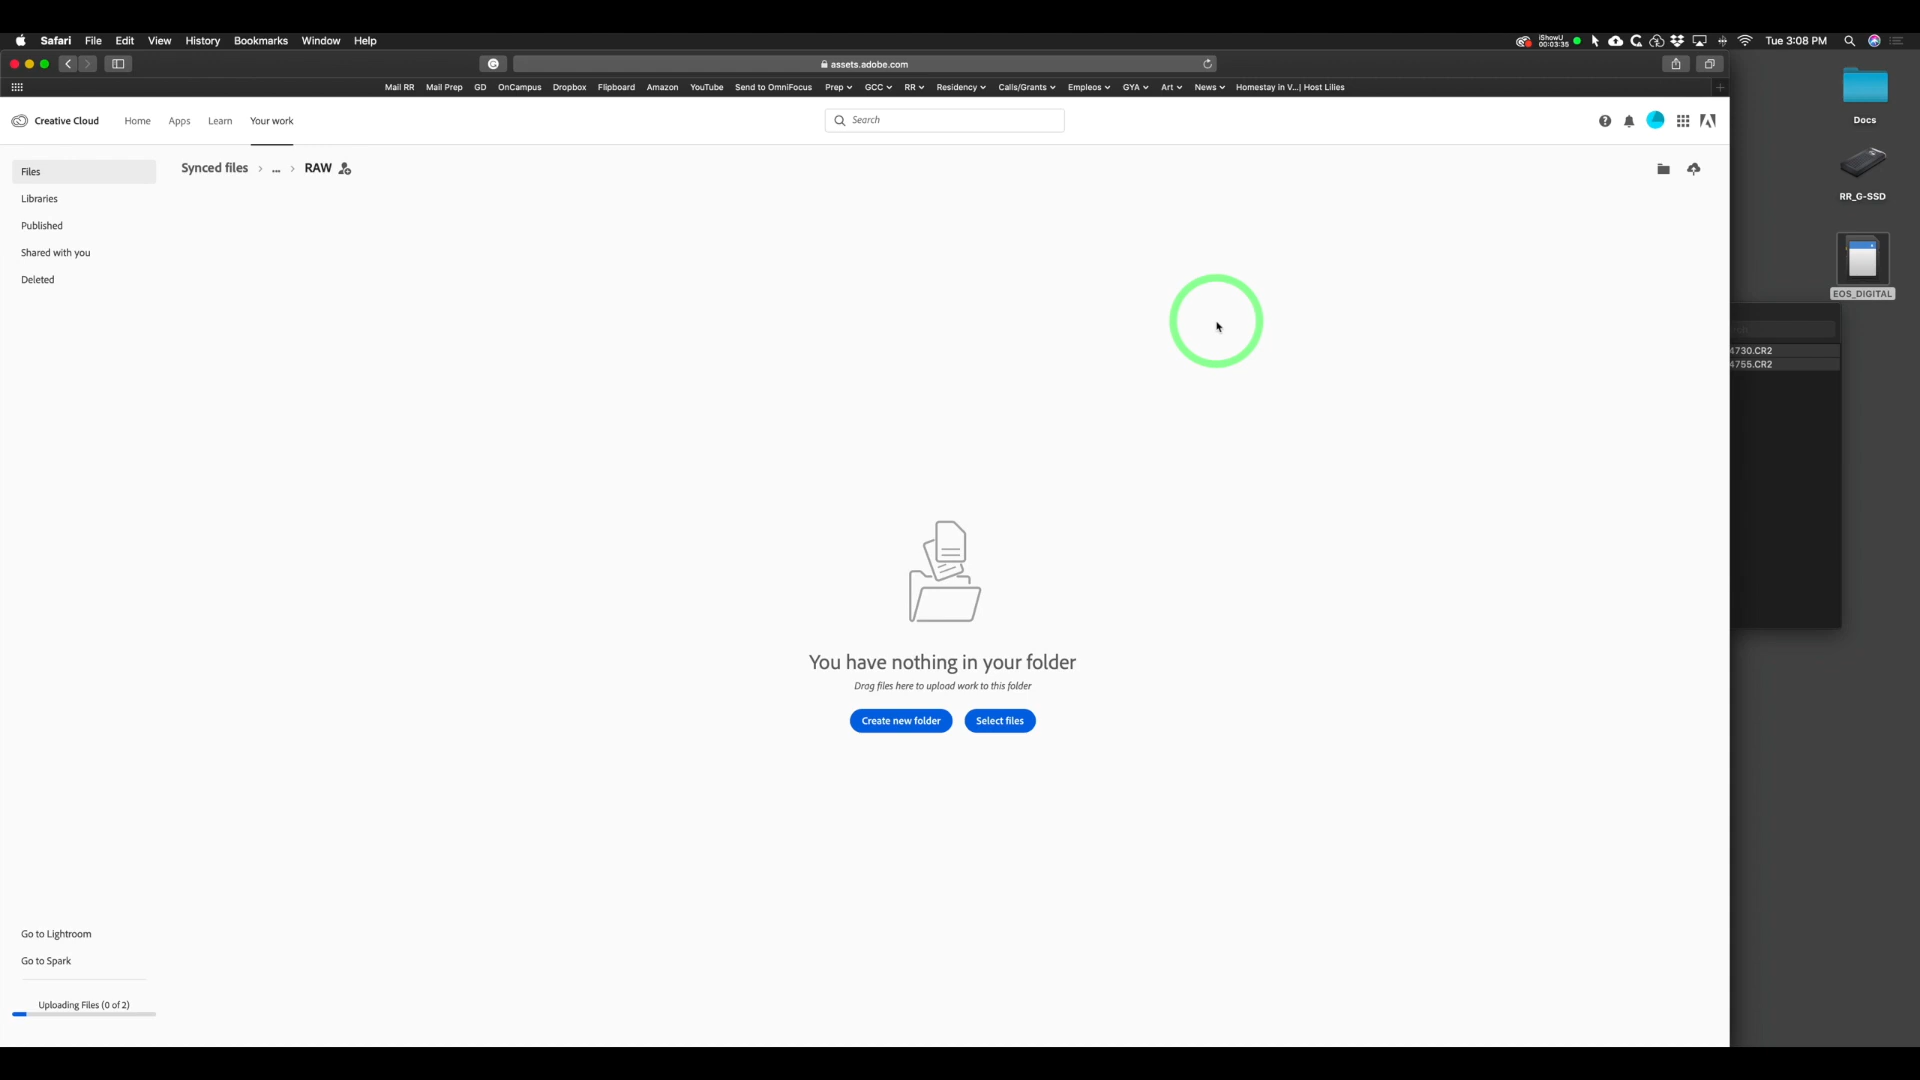 Safari File Edit View History Bookmarks Window Help
iShowU
00:03:35
Tue 3:08 PM
assets.adobe.com
Mail RR Mail Prep GD OnCampus Dropbox Flipboard Amazon YouTube Send to OmniFocus Prep GCC RR Residency Calls/Grants Empleos GYA Art News Homestay in V...| Host Lilies
Creative Cloud Home Apps Learn Your work
Search
Files
Libraries
Published
Shared with you
Deleted
Synced files > ... > RAW
You have nothing in your folder
Drag files here to upload work to this folder
Create new folder Select files
Go to Lightroom
Go to Spark
Uploading Files (0 of 2)
Docs
RR_G-SSD
EOS_DIGITAL
4730.CR2
4755.CR2